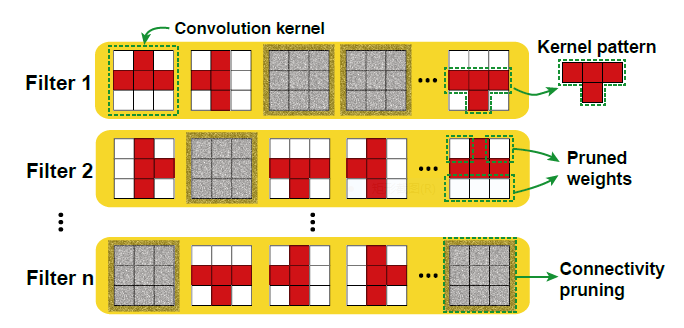 Convolution kernel
Kernel pattern
Filter 1
Filter 2
Pruned
weights
Filter n
Connectivity
pruning